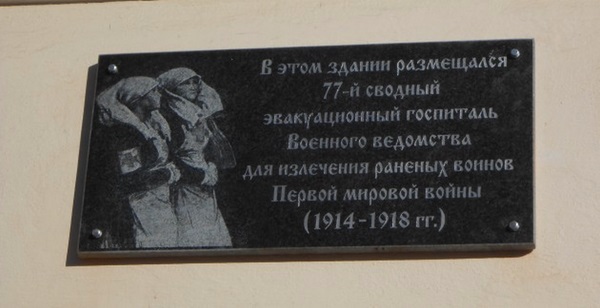 В этом здании размещался
77-й сводный
эвакуационный госпиталь
Военного ведомства
для излечения раненых воинов
Первой мировой войны
(1914-1918 гг.)